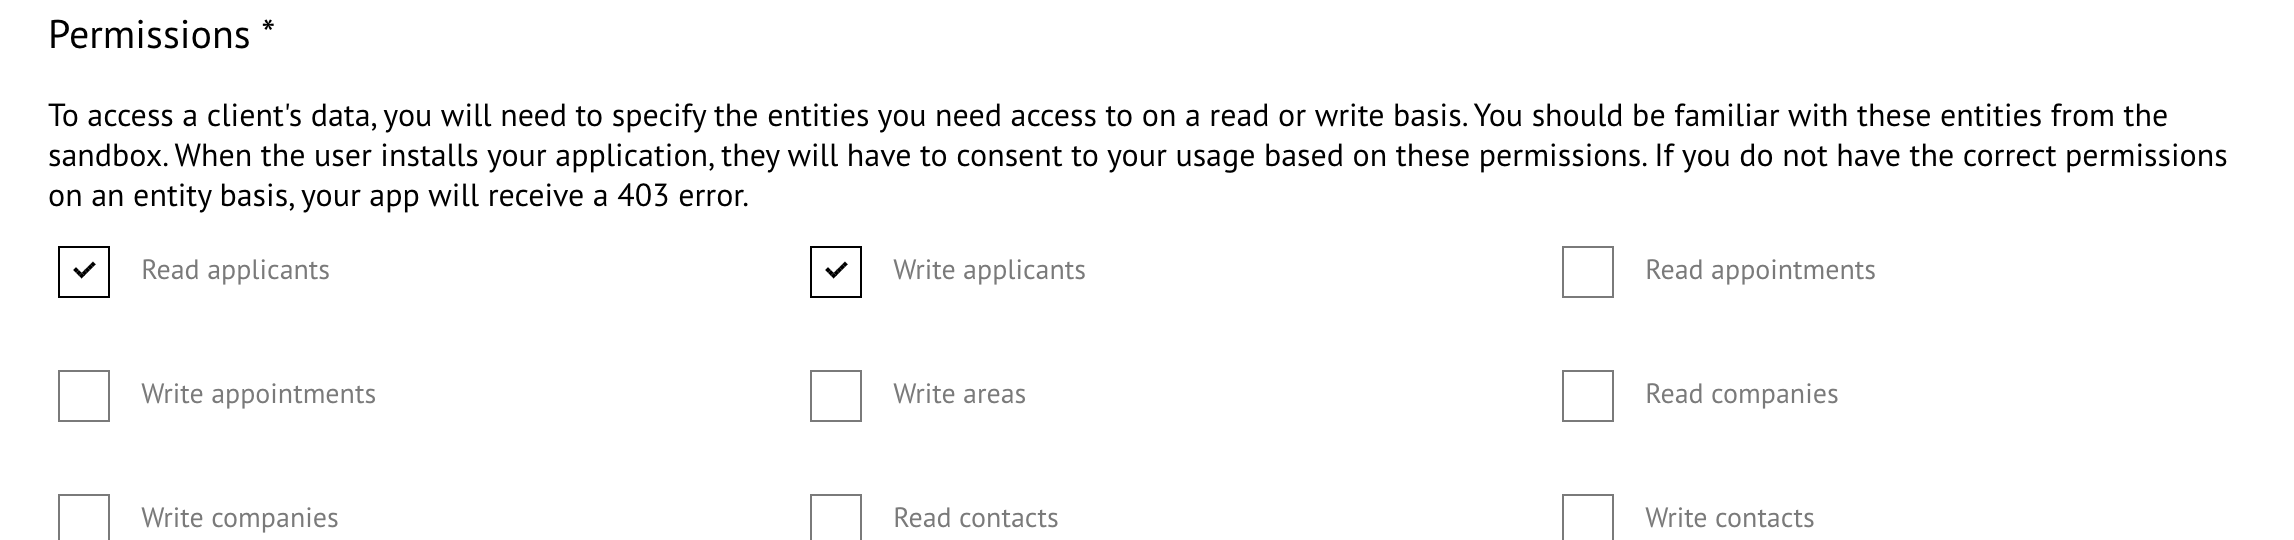 Permissions *
To access a client's data, you will need to specify the entities you need access to on a read or write basis. You should be familiar with these entities from the
sandbox. When the user installs your application, they will have to consent to your usage based on these permissions. If you do not have the correct permissions
on an entity basis, your app will receive a 403 error.
Read applicants
Write applicants
Read appointments
Write appointments
Write areas
Read companies
Write companies
Read contacts
Write contacts